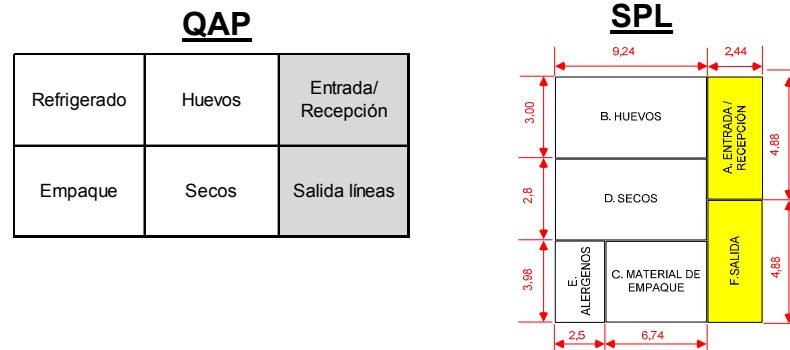 QAP
Refrigerado
Huevos
Entrada/
Recepción
Empaque
Secos
Salida líneas
SPL
9,24
2,44
3,00
B. HUEVOS
A. ENTRADA /
RECEPCIÓN
4,88
2,8
D. SECOS
3,98
E.
ALERGENOS
C. MATERIAL DE
EMPAQUE
F.SALIDA
4,88
2,5
6,74